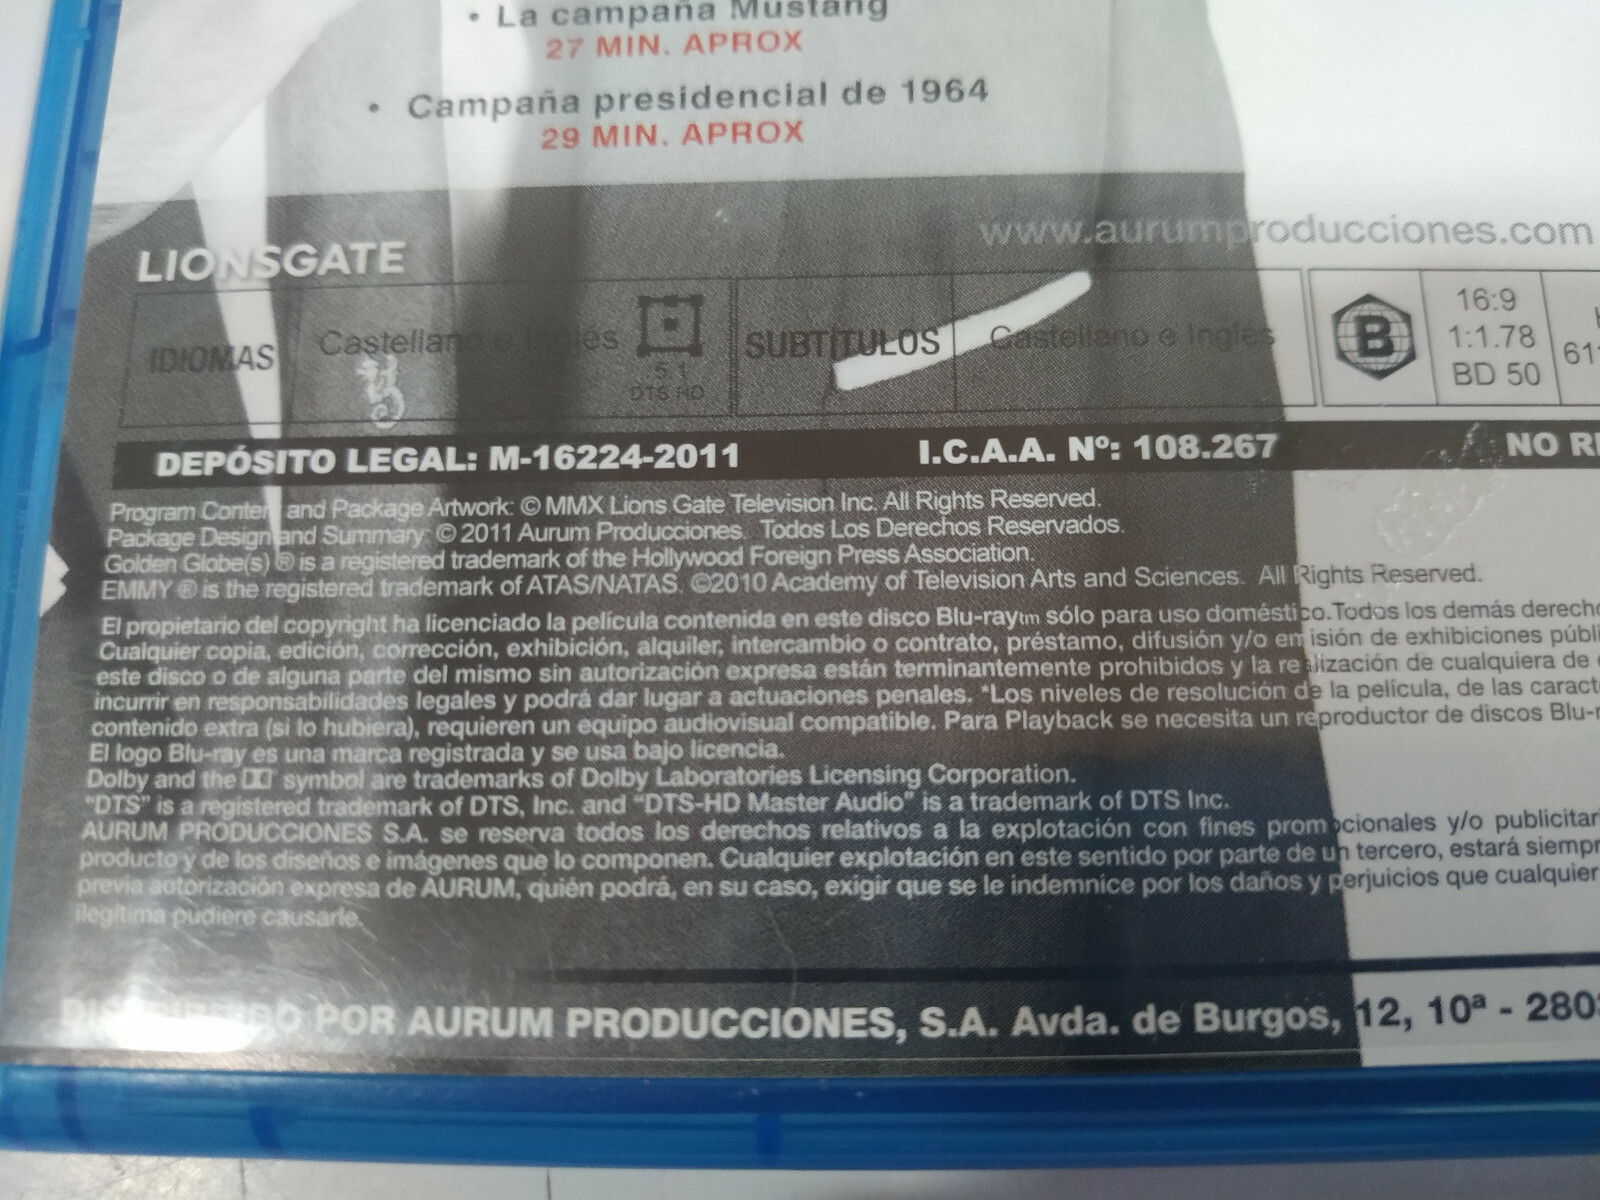 • La campaña Mustang
27 MIN. APROX
• Campaña presidencial de 1964
29 MIN. APROX
www.aurumproducciones.com
LIONSGATE
IDIOMAS Castellano e Inglés 5.1 DTS HD SUBTÍTULOS Castellano e Inglés B 16:9 1:1.78 BD 50
DEPÓSITO LEGAL: M-16224-2011 I.C.A.A. Nº: 108.267 NO
Program Content and Package Artwork: © MMX Lions Gate Television Inc. All Rights Reserved.
Package Design and Summary: © 2011 Aurum Producciones. Todos Los Derechos Reservados.
Golden Globe(s) ® is a registered trademark of the Hollywood Foreign Press Association.
EMMY ® is the registered trademark of ATAS/NATAS. ©2010 Academy of Television Arts and Sciences. All Rights Reserved.
El propietario del copyright ha licenciado la película contenida en este disco Blu-ray™ sólo para uso doméstico.Todos los demás derecho
Cualquier copia, edición, corrección, exhibición, alquiler, intercambio o contrato, préstamo, difusión y/o emisión de exhibiciones públi
este disco o de alguna parte del mismo sin autorización expresa están terminantemente prohibidos y la realización de cualquiera de
incurrir en responsabilidades legales y podrá dar lugar a actuaciones penales. *Los niveles de resolución de la película, de las caract
contenido extra (si lo hubiera), requieren un equipo audiovisual compatible. Para Playback se necesita un reproductor de discos Blu-r
El logo Blu-ray es una marca registrada y se usa bajo licencia.
Dolby and the DD symbol are trademarks of Dolby Laboratories Licensing Corporation.
“DTS” is a registered trademark of DTS, Inc. and “DTS-HD Master Audio” is a trademark of DTS Inc.
AURUM PRODUCCIONES S.A. se reserva todos los derechos relativos a la explotación con fines promocionales y/o publicitar
producto y de los diseños e imágenes que lo componen. Cualquier explotación en este sentido por parte de un tercero, estará siempr
previa autorización expresa de AURUM, quién podrá, en su caso, exigir que se le indemnice por los daños y perjuicios que cualquier
ilegítima pudiere causarle.
DISTRIBUIDO POR AURUM PRODUCCIONES, S.A. Avda. de Burgos, 12, 10ª - 280